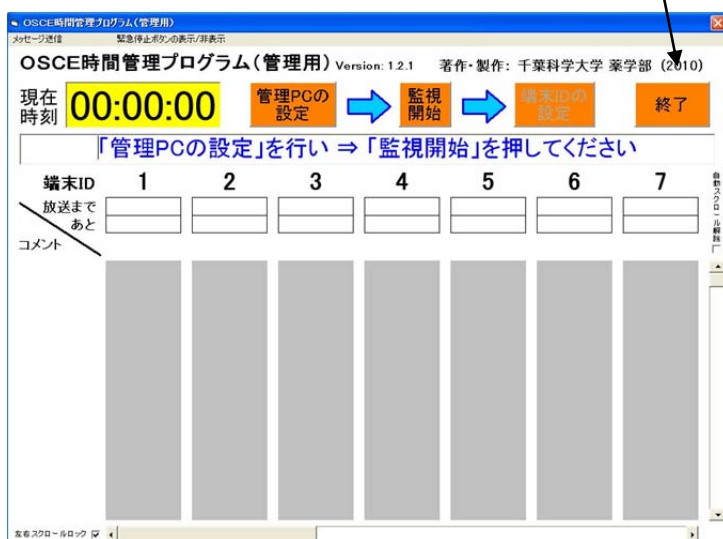 OSCE時間管理プログラム(管理用)
メッセージ送信 緊急停止ボタンの表示/非表示
OSCE時間管理プログラム(管理用) Version: 1.2.1 著作・製作: 千葉科学大学 薬学部 (2010)
現在時刻 00:00:00 管理PCの設定 監視開始 端末IDの設定 終了
「管理PCの設定」を行い ⇒ 「監視開始」を押してください
端末ID 1 2 3 4 5 6 7
放送まで
あと
コメント
自動スクロール解除
左右スクロールロック